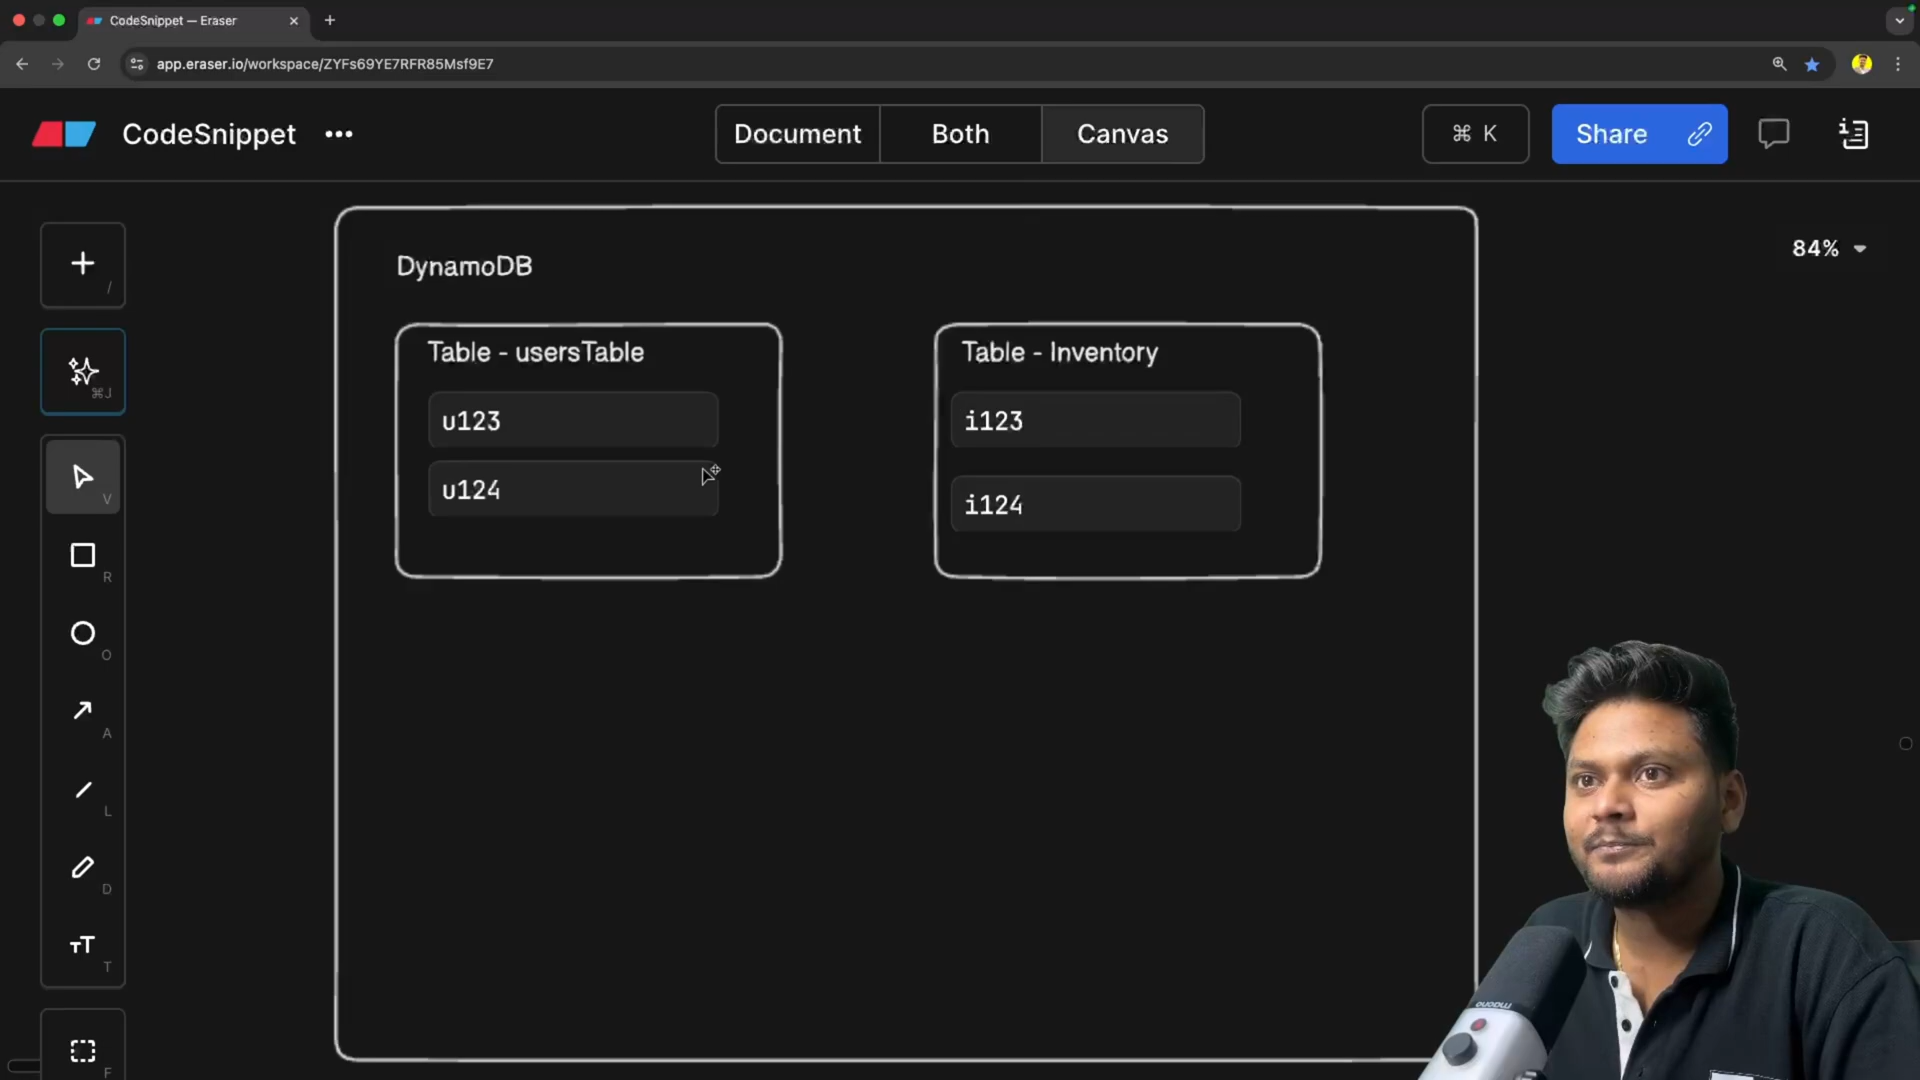 CodeSnippet — Eraser
app.eraser.io/workspace/ZYFs69YE7RFR85Msf9E7
CodeSnippet
Document
Both
Canvas
⌘ K
Share
84%
/
⌘J
V
R
O
A
L
D
T
F
DynamoDB
Table - usersTable
u123
u124
Table - Inventory
i123
i124
maono